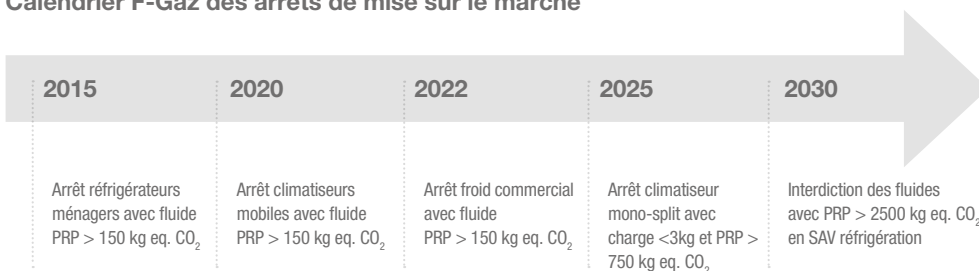 Calendrier F-Gaz des arrêts de mise sur le marché
2015
2020
2022
2025
2030
Arrêt réfrigérateurs
ménagers avec fluide
PRP > 150 kg eq. CO₂
Arrêt climatiseurs
mobiles avec fluide
PRP > 150 kg eq. CO₂
Arrêt froid commercial
avec fluide
PRP > 150 kg eq. CO₂
Arrêt climatiseur
mono-split avec
charge <3kg et PRP >
750 kg eq. CO₂
Interdiction des fluides
avec PRP > 2500 kg eq. CO₂
en SAV réfrigération